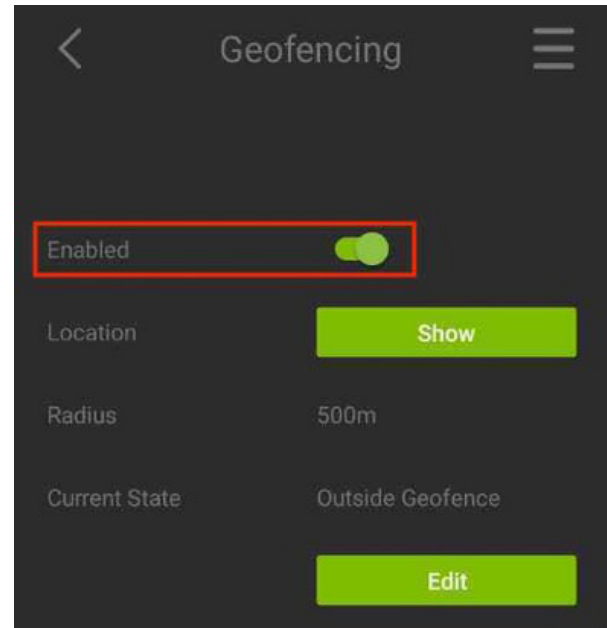 Geofencing
Enabled
Location Show
Radius 500m
Current State Outside Geofence
Edit